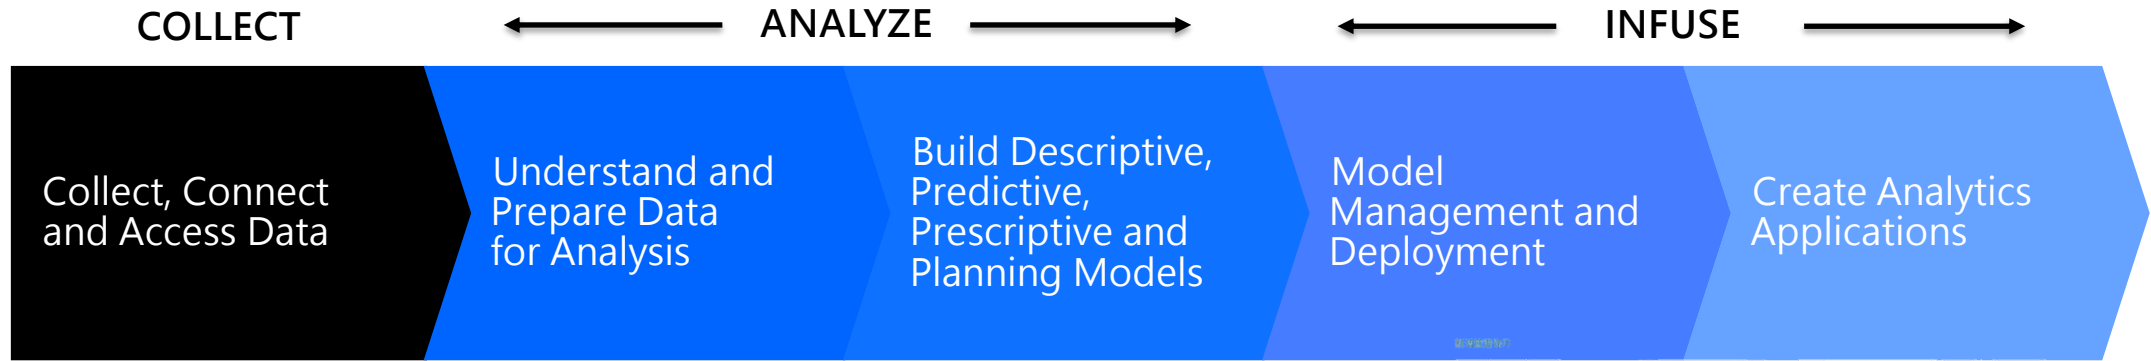 COLLECT
ANALYZE
INFUSE
Collect, Connect
and Access Data
Understand and
Prepare Data
for Analysis
Build Descriptive,
Predictive,
Prescriptive and
Planning Models
Model
Management and
Deployment
Create Analytics
Applications